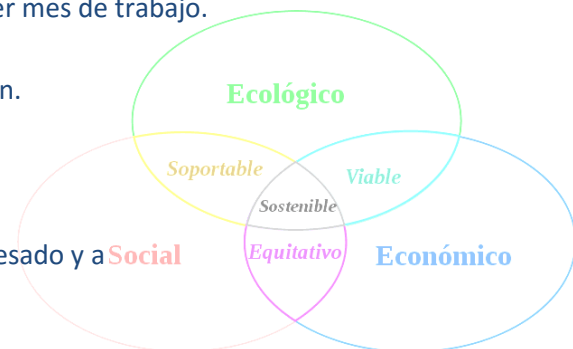 er mes de trabajo.
Ecológico
n.
Soportable
Viable
Sostenible
esado y a
Social
Equitativo
Económico